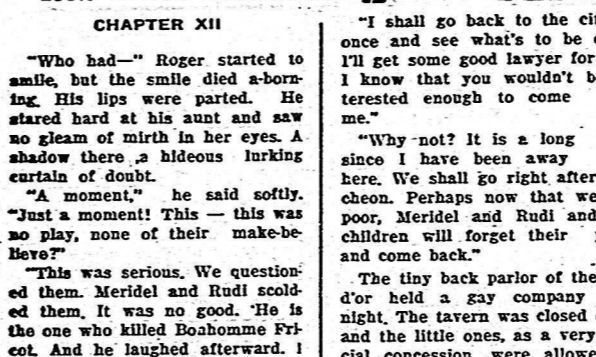 CHAPTER XII
"Who had—" Roger started to
smile, but the smile died a-born-
ing. His lips were parted. He
stared hard at his aunt and saw
no gleam of mirth in her eyes. A
shadow there ,a hideous lurking
curtain of doubt.
"A moment," he said softly.
"Just a moment! This — this was
no play, none of their make-be-
lieve?"
"This was serious. We question-
ed them. Meridel and Rudi scold-
ed them. It was no good. 'He is
the one who killed Boahomme Fri-
cot. And he laughed afterward. I
"I shall go back to the
once and see what's to be
I'll get some good lawyer for
I know that you wouldn't
terested enough to come
me."
"Why not? It is a long
since I have been away
here. We shall go right after
cheon. Perhaps now that we
poor, Meridel and Rudi and
children will forget their
and come back."
The tiny back parlor of the
d'or held a gay company
night. The tavern was closed
and the little ones, as a very
cial concession were